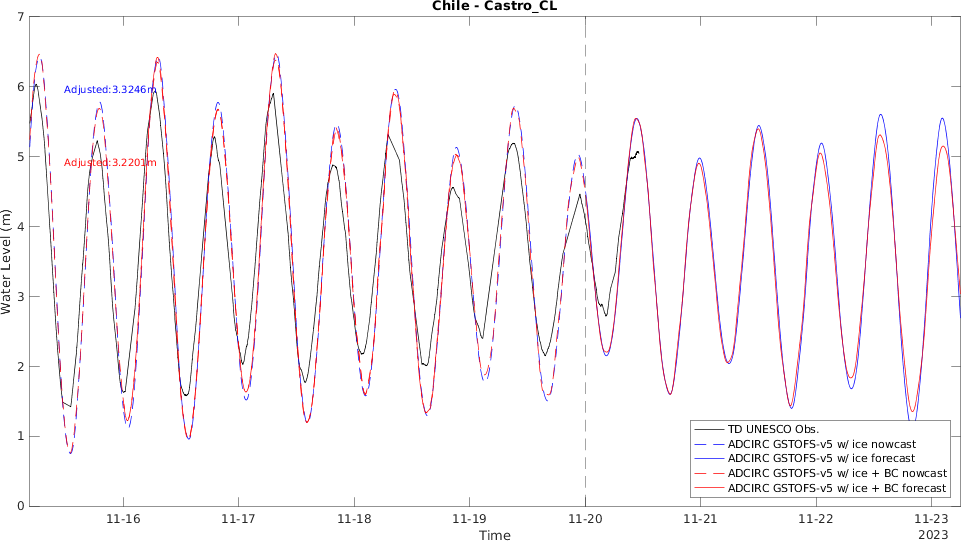 Chile - Castro_CL
7
6
5
4
3
2
1
0
Water Level (m)
Adjusted:3.3246m
Adjusted:3.2201m
TD UNESCO Obs.
ADCIRC GSTOFS-v5 w/ ice nowcast
ADCIRC GSTOFS-v5 w/ ice forecast
ADCIRC GSTOFS-v5 w/ ice + BC nowcast
ADCIRC GSTOFS-v5 w/ ice + BC forecast
11-16 11-17 11-18 11-19 11-20 11-21 11-22 11-23
Time
2023